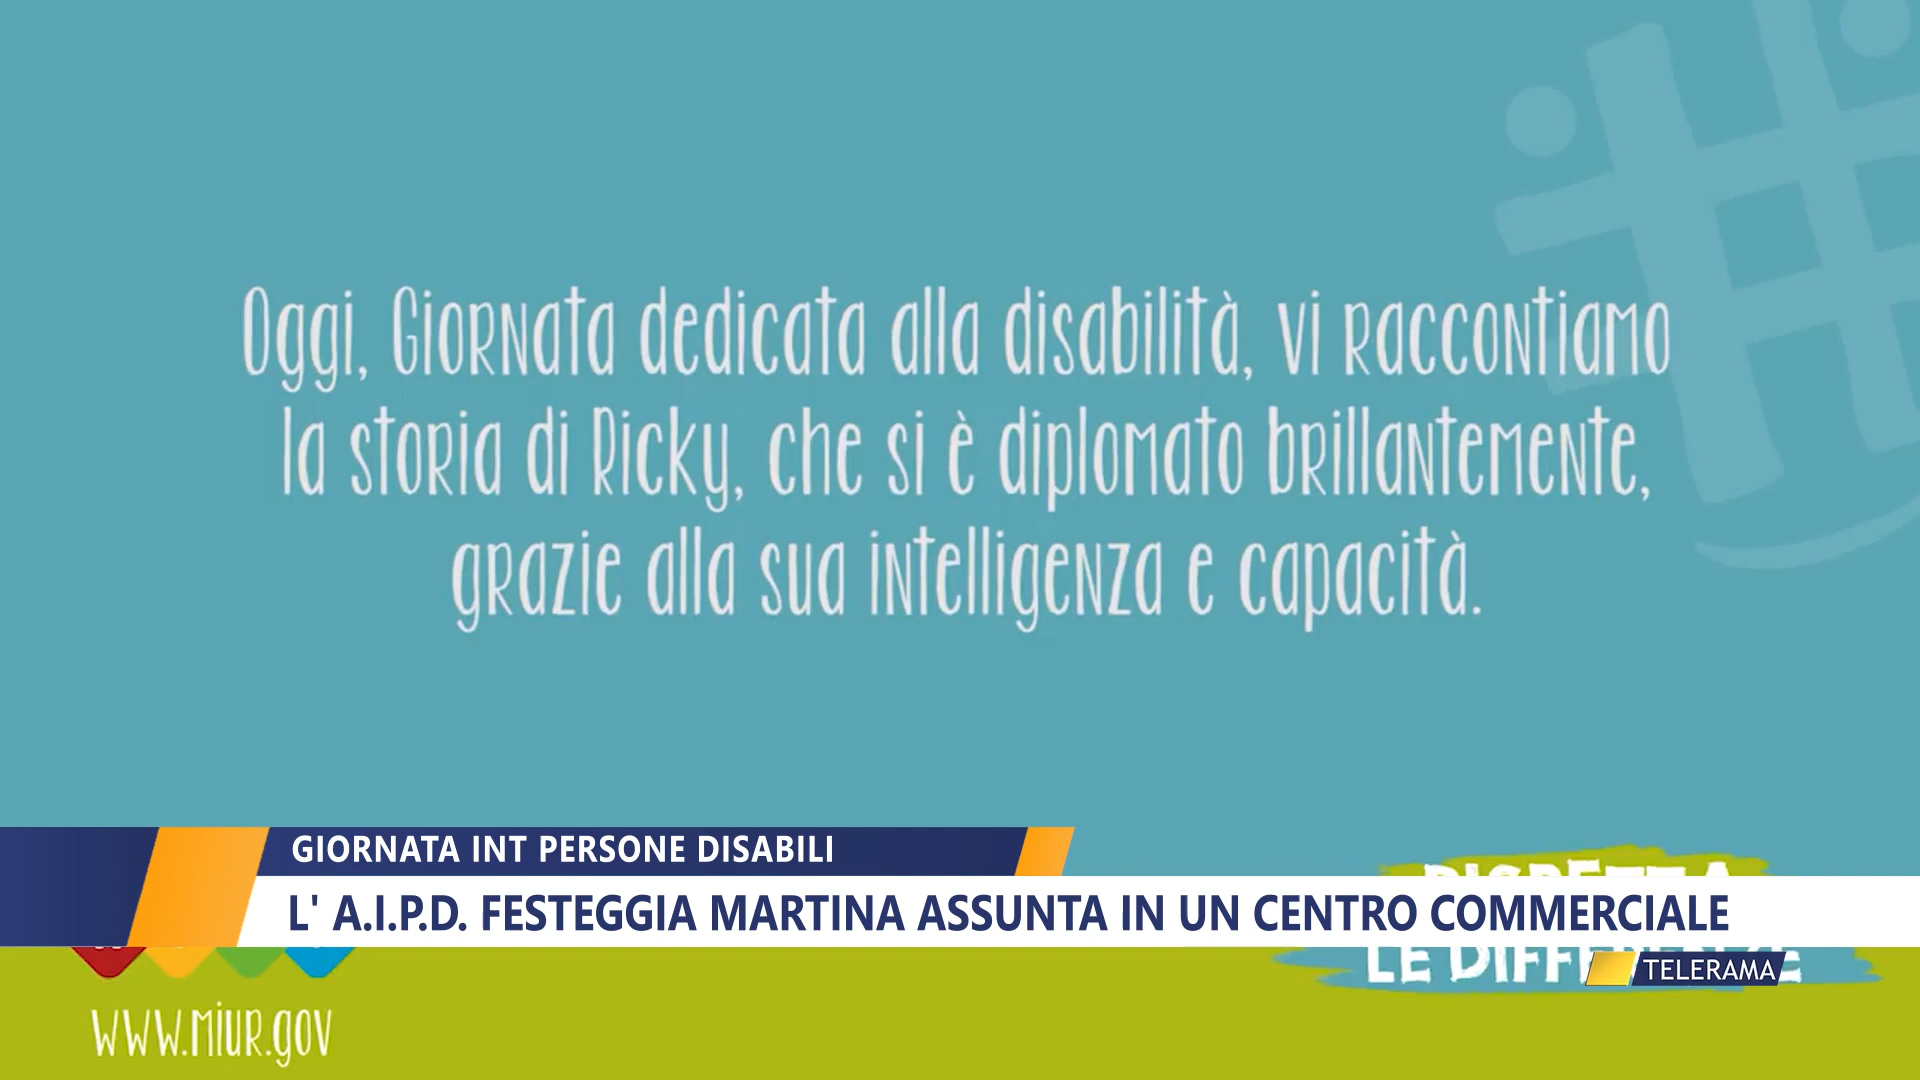 Oggi, Giornata dedicata alla disabilità, vi raccontiamo
la storia di Ricky, che si è diplomato brillantemente,
grazie alla sua intelligenza e capacità.
GIORNATA INT PERSONE DISABILI
L' A.I.P.D. FESTEGGIA MARTINA ASSUNTA IN UN CENTRO COMMERCIALE
LE
TELERAMA
www.miur.gov